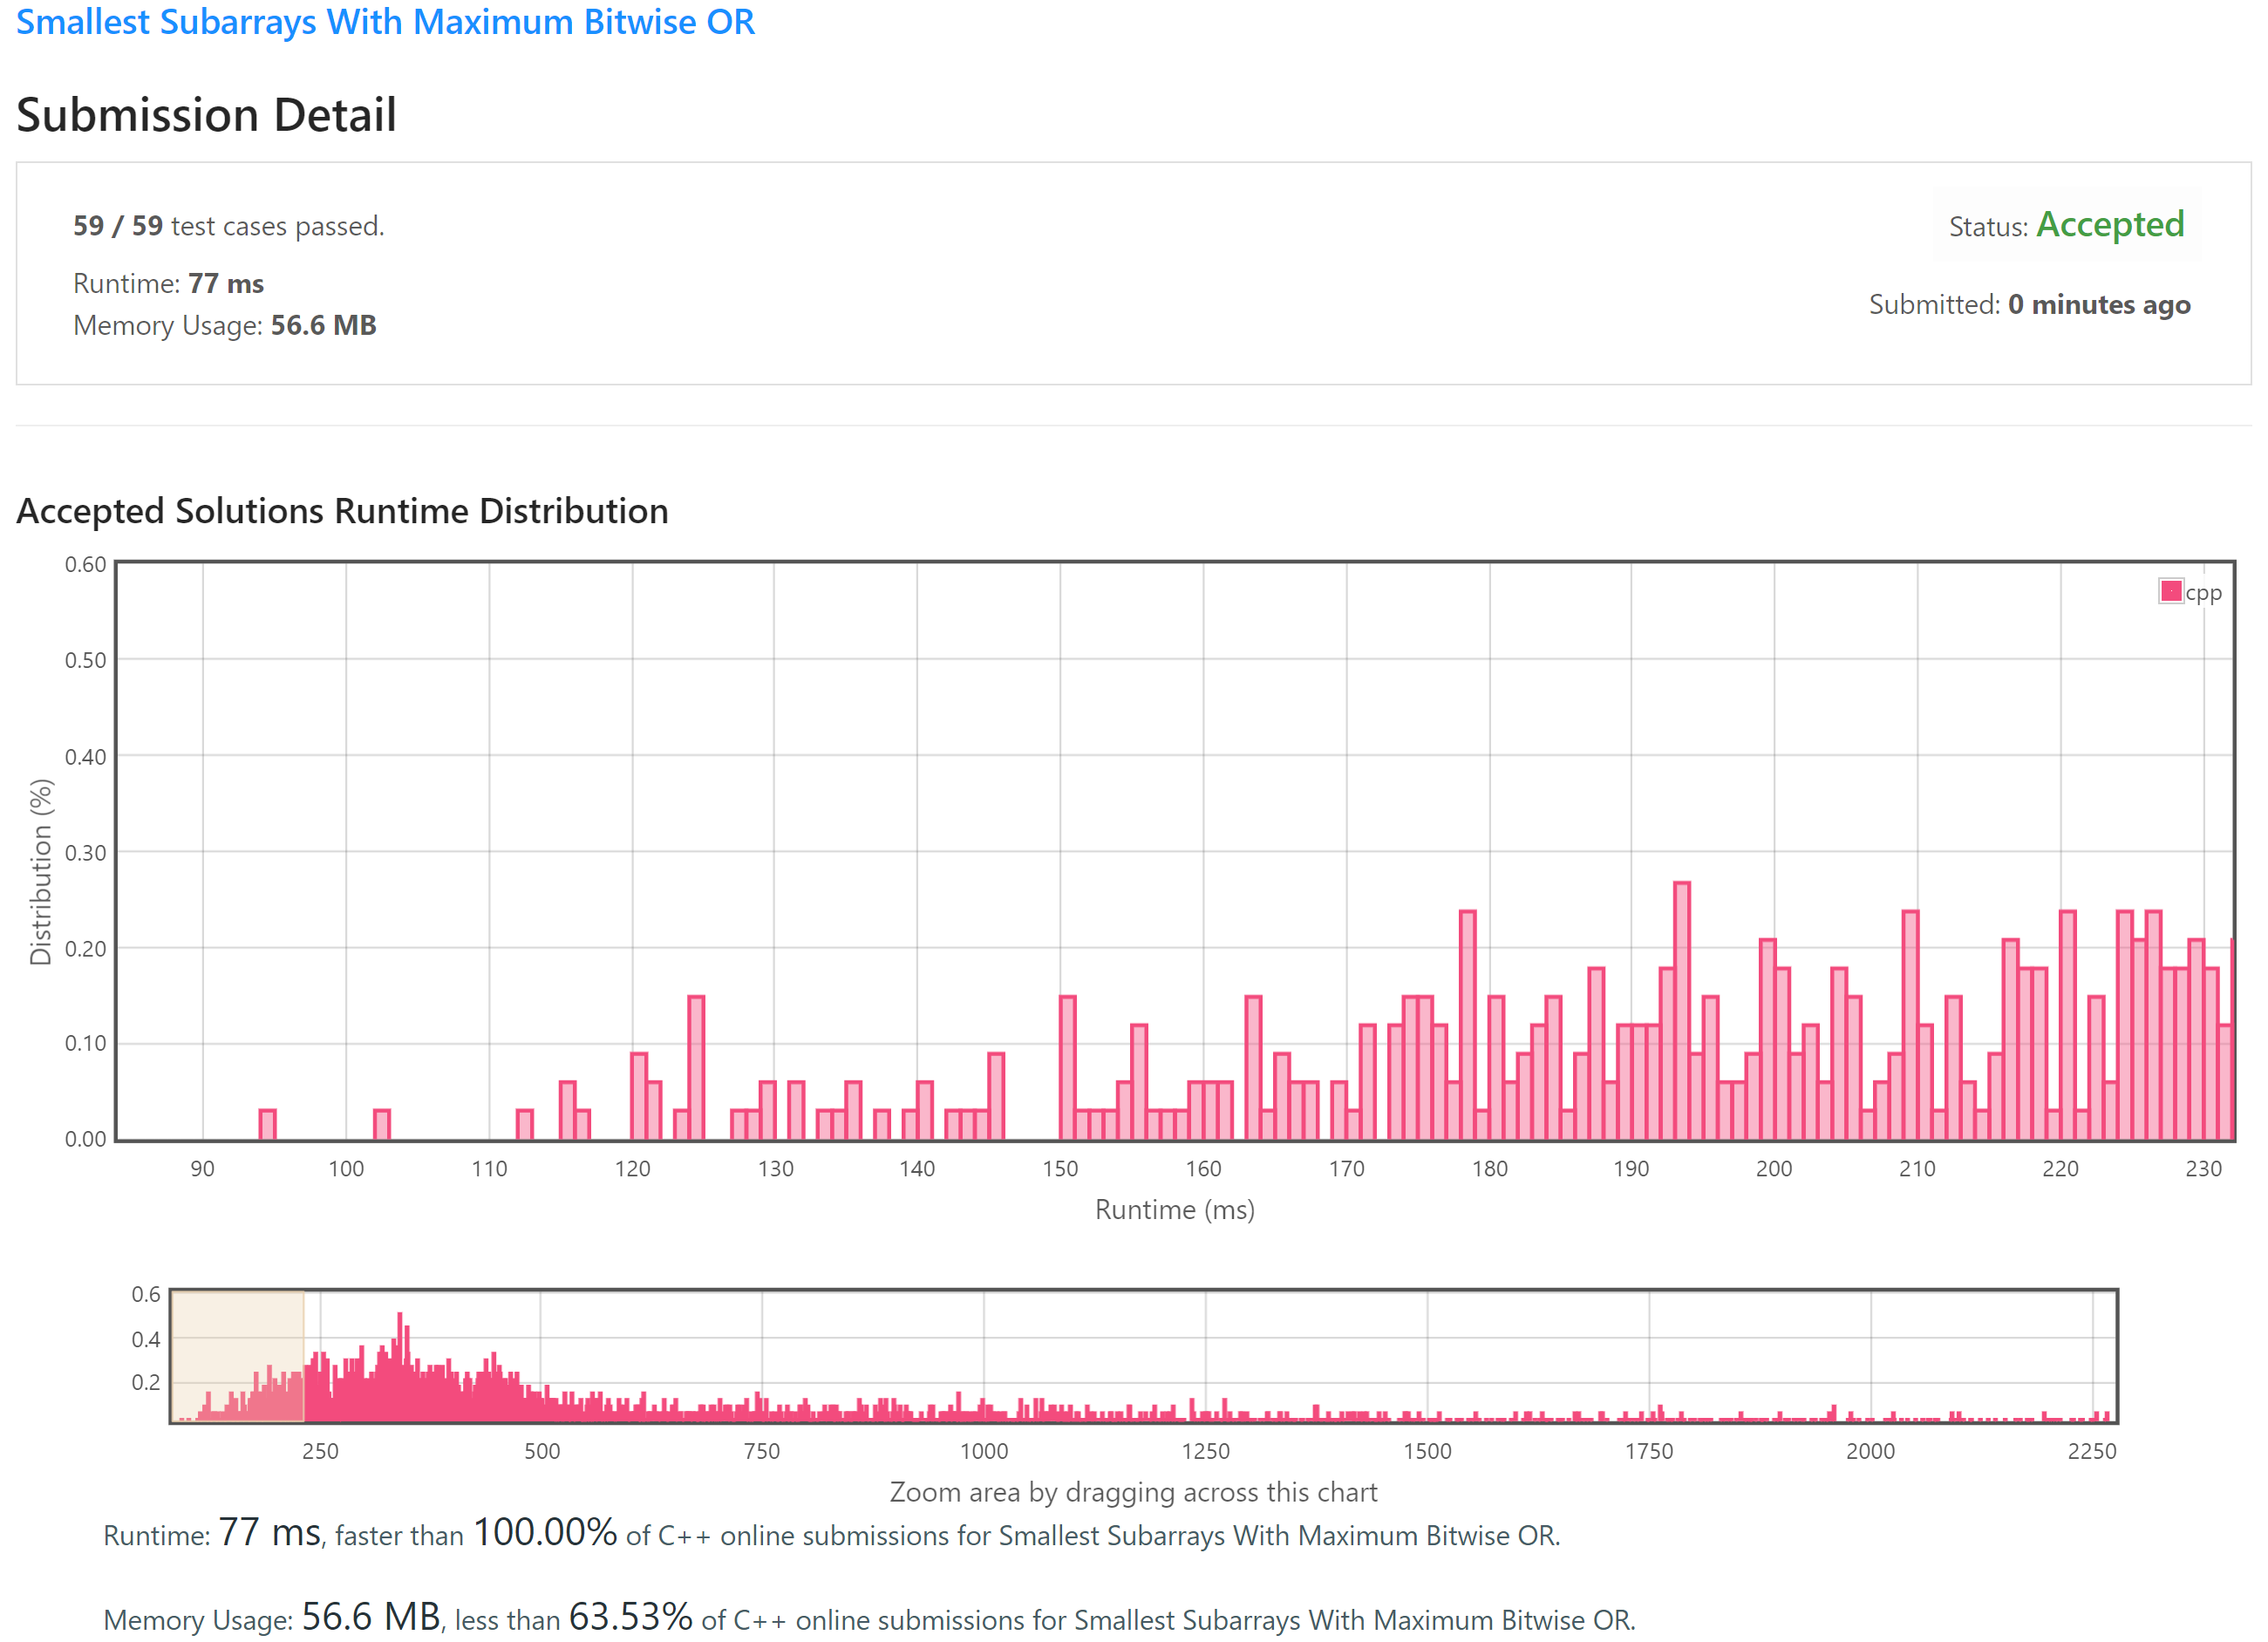 Smallest Subarrays With Maximum Bitwise OR
Submission Detail
59 / 59 test cases passed.
Status: Accepted
Runtime: 77 ms
Submitted: 0 minutes ago
Memory Usage: 56.6 MB
Accepted Solutions Runtime Distribution
0.60
cpp
0.50
0.40
0.30
0.20
0.10
0.00
Distribution (%)
90 100 110 120 130 140 150 160 170 180 190 200 210 220 230
Runtime (ms)
0.6
0.4
0.2
250 500 750 1000 1250 1500 1750 2000 2250
Zoom area by dragging across this chart
Runtime: 77 ms, faster than 100.00% of C++ online submissions for Smallest Subarrays With Maximum Bitwise OR.
Memory Usage: 56.6 MB, less than 63.53% of C++ online submissions for Smallest Subarrays With Maximum Bitwise OR.